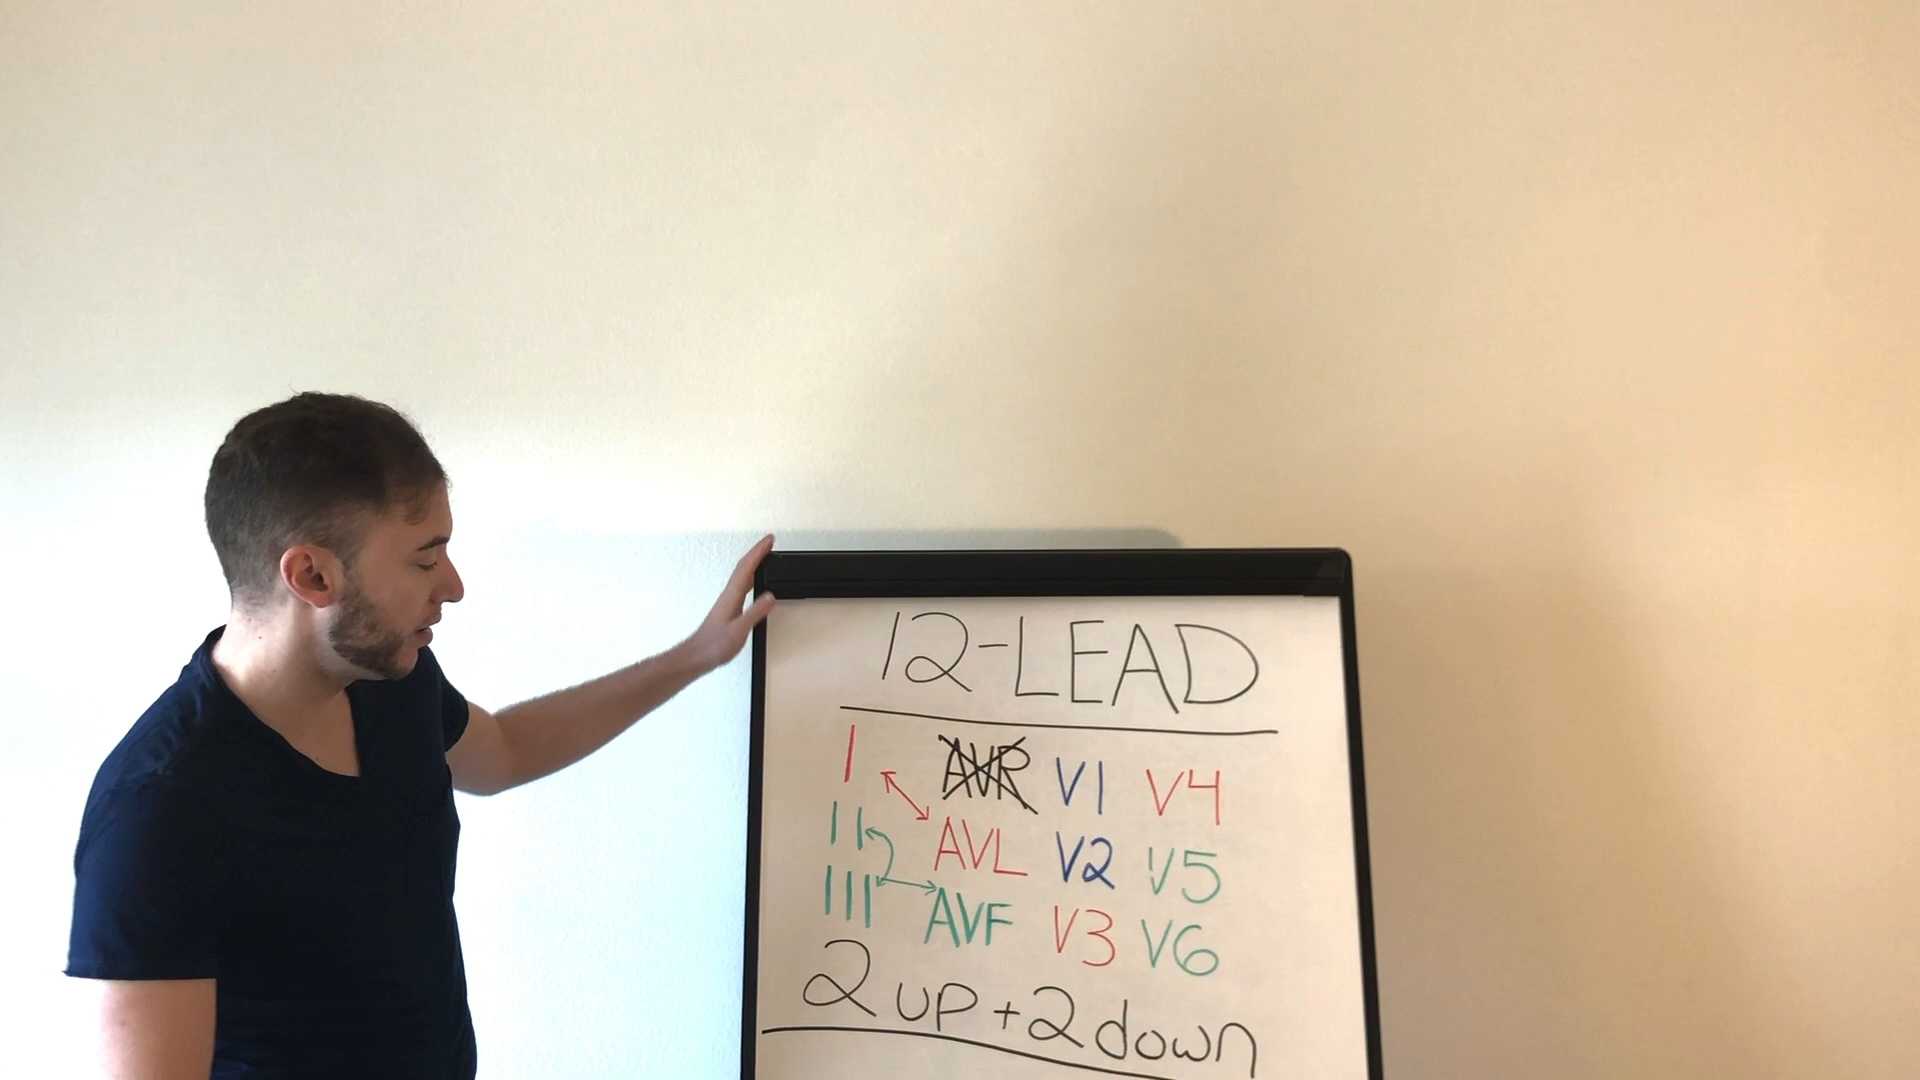 12-LEAD
I AVR V1 V4
II AVL V2 V5
III AVF V3 V6
2 up + 2 down